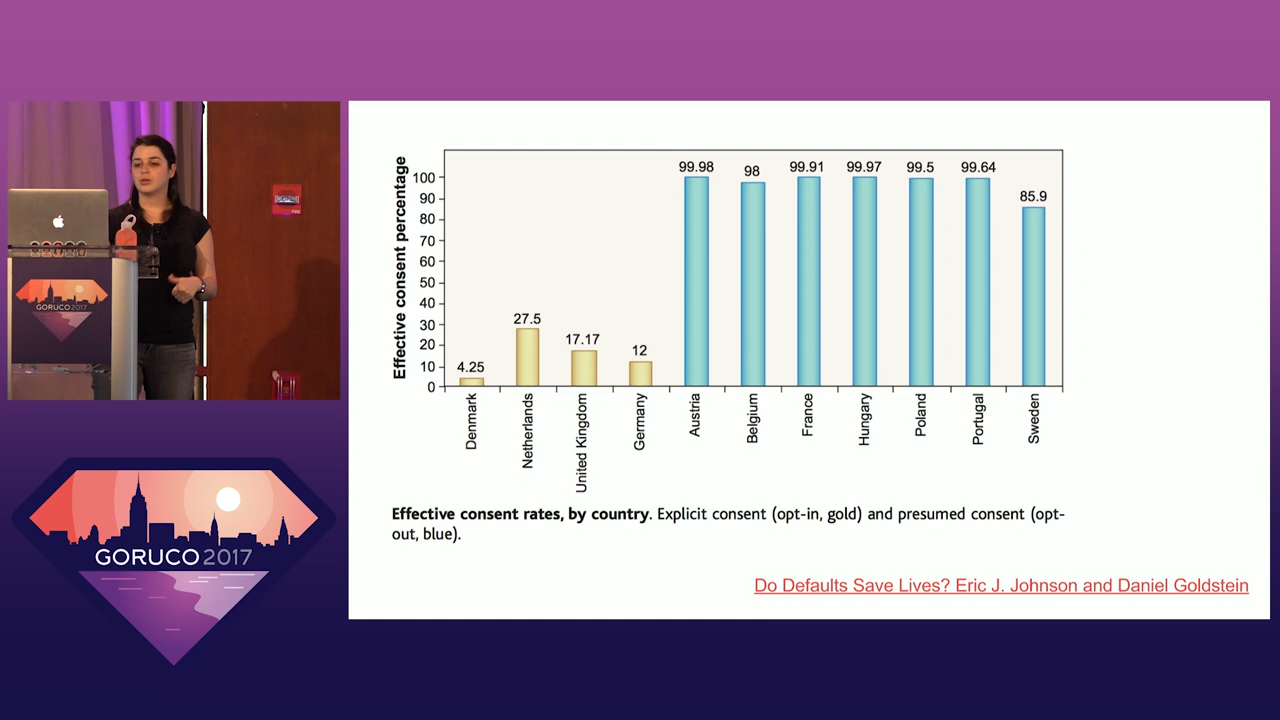 GORUCO 2017
GORUCO 2017
Effective consent percentage
100
90
80
70
60
50
40
30
20
10
0
4.25
27.5
17.17
12
99.98
98
99.91
99.97
99.5
99.64
85.9
Denmark
Netherlands
United Kingdom
Germany
Austria
Belgium
France
Hungary
Poland
Portugal
Sweden
Effective consent rates, by country. Explicit consent (opt-in, gold) and presumed consent (opt-
out, blue).
Do Defaults Save Lives? Eric J. Johnson and Daniel Goldstein